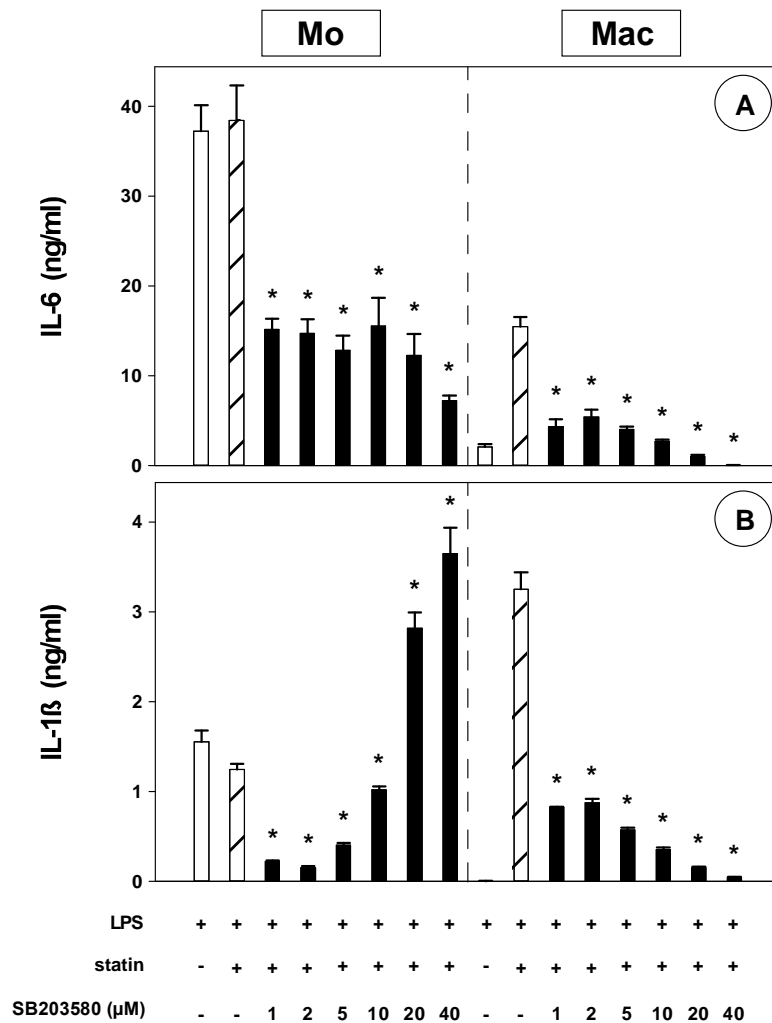 Mo Mac
A
IL-6 (ng/ml)
40
30
20
10
0
* * * * * * * * * * * *
B
IL-1ß (ng/ml)
4
3
2
1
0
* * * * * * * * * * * *
LPS + + + + + + + + + + + + + + + +
statin - + + + + + + + - + + + + + + +
SB203580 (µM) - - 1 2 5 10 20 40 - - 1 2 5 10 20 40